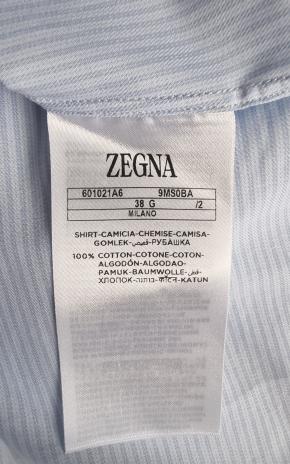 ZEGNA
601021A6 9MS0BA
38 G /2
MILANO
SHIRT-CAMICIA-CHEMISE-CAMISA-
GOMLEK-قميص-РУБАШКА
100% COTTON-COTONE-COTON-
ALGODÓN-ALGODAO-
PAMUK-BAUMWOLLE-قطن-
ХЛОПОК-כותנה-KATUN